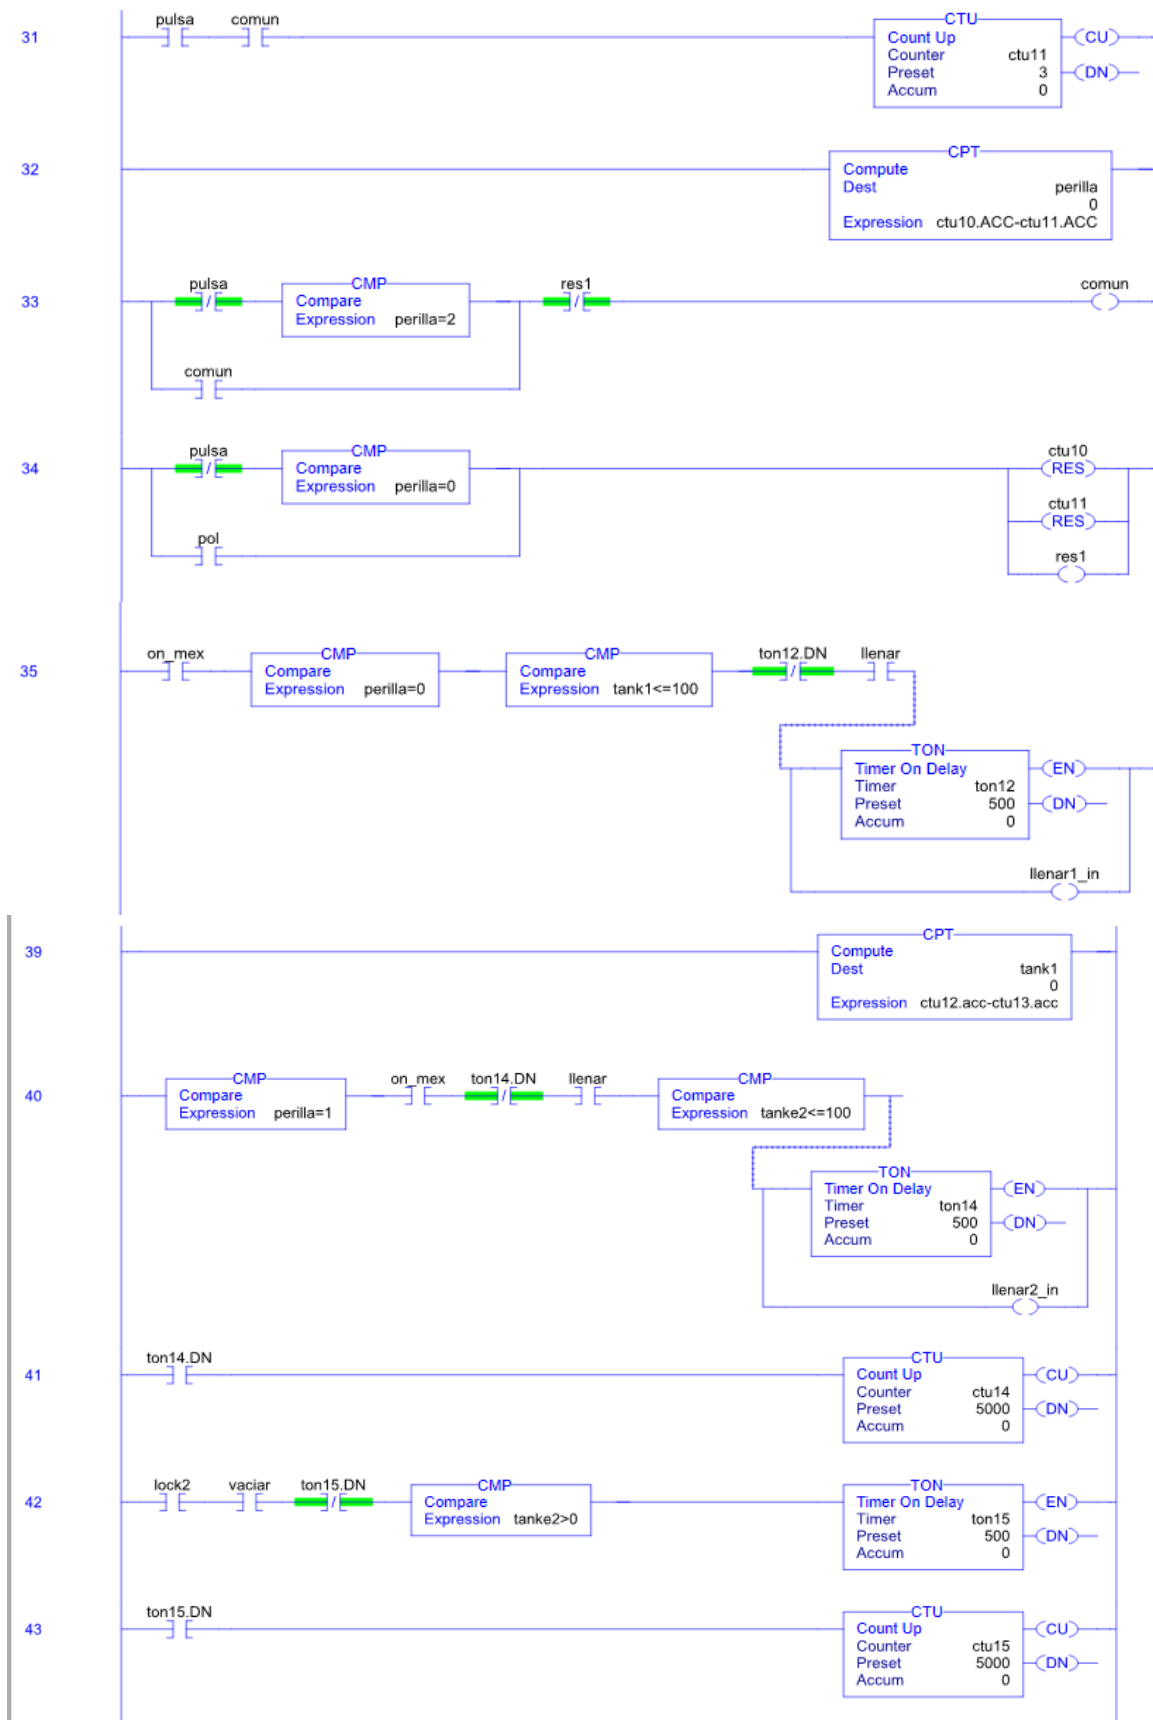 31
pulsa comun
CTU
Count Up
Counter ctu11
Preset 3
Accum 0
CU
DN
32
CPT
Compute
Dest perilla
0
Expression ctu10.ACC-ctu11.ACC
33
pulsa
CMP
Compare
Expression perilla=2
res1
comun
comun
34
pulsa
CMP
Compare
Expression perilla=0
pol
ctu10
RES
ctu11
RES
res1
35
on_mex
CMP
Compare
Expression perilla=0
CMP
Compare
Expression tank1<=100
ton12.DN
llenar
TON
Timer On Delay
Timer ton12
Preset 500
Accum 0
EN
DN
llenar1_in
39
CPT
Compute
Dest tank1
0
Expression ctu12.acc-ctu13.acc
40
CMP
Compare
Expression perilla=1
on_mex
ton14.DN
llenar
CMP
Compare
Expression tanke2<=100
TON
Timer On Delay
Timer ton14
Preset 500
Accum 0
EN
DN
llenar2_in
41
ton14.DN
CTU
Count Up
Counter ctu14
Preset 5000
Accum 0
CU
DN
42
lock2
vaciar
ton15.DN
CMP
Compare
Expression tanke2>0
TON
Timer On Delay
Timer ton15
Preset 500
Accum 0
EN
DN
43
ton15.DN
CTU
Count Up
Counter ctu15
Preset 5000
Accum 0
CU
DN